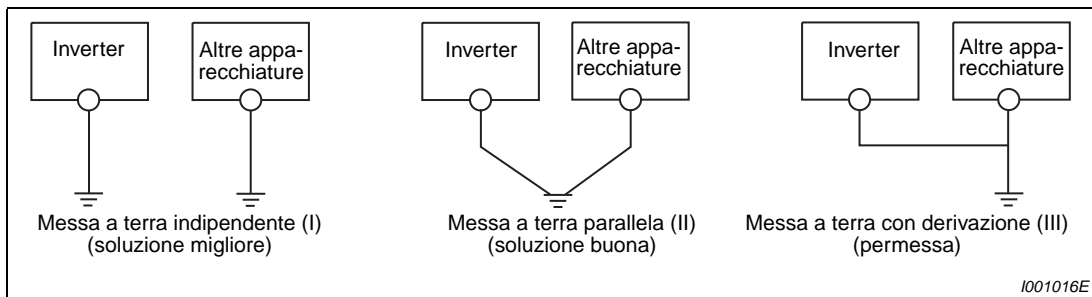 Inverter
Altre appa-
recchiature
Inverter
Altre appa-
recchiature
Inverter
Altre appa-
recchiature
Messa a terra indipendente (I)
(soluzione migliore)
Messa a terra parallela (II)
(soluzione buona)
Messa a terra con derivazione (III)
(permessa)
I001016E